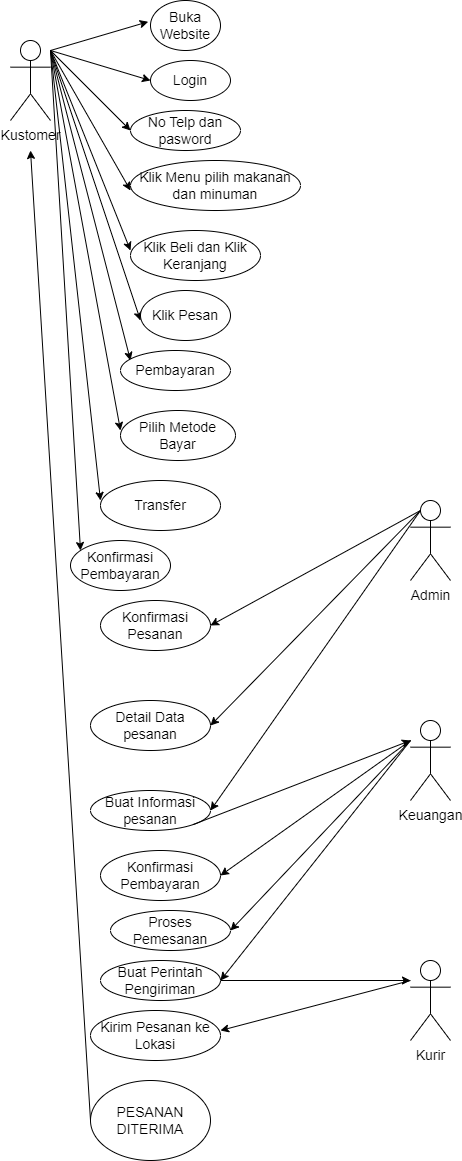 Buka
Website
Login
Kustomer
No Telp dan
pasword
Klik Menu pilih makanan
dan minuman
Klik Beli dan Klik
Keranjang
Klik Pesan
Pembayaran
Pilih Metode
Bayar
Transfer
Konfirmasi
Pembayaran
Admin
Konfirmasi
Pesanan
Detail Data
pesanan
Buat Informasi
pesanan
Keuangan
Konfirmasi
Pembayaran
Proses
Pemesanan
Buat Perintah
Pengiriman
Kirim Pesanan ke
Lokasi
Kurir
PESANAN
DITERIMA